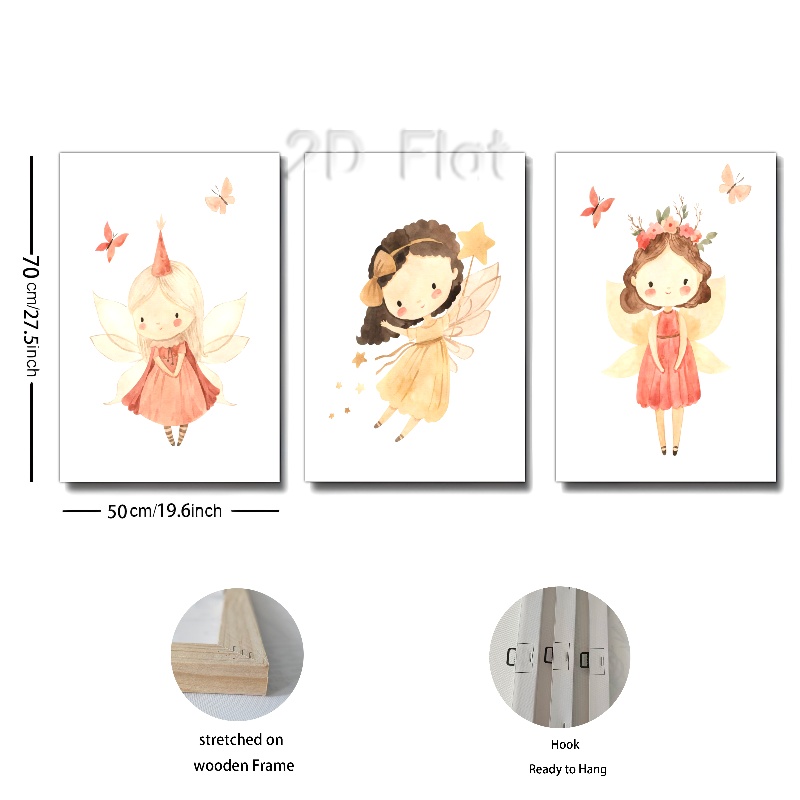 2D Flat
70 cm/27.5inch
50 cm/19.6inch
stretched on
wooden Frame
Hook
Ready to Hang